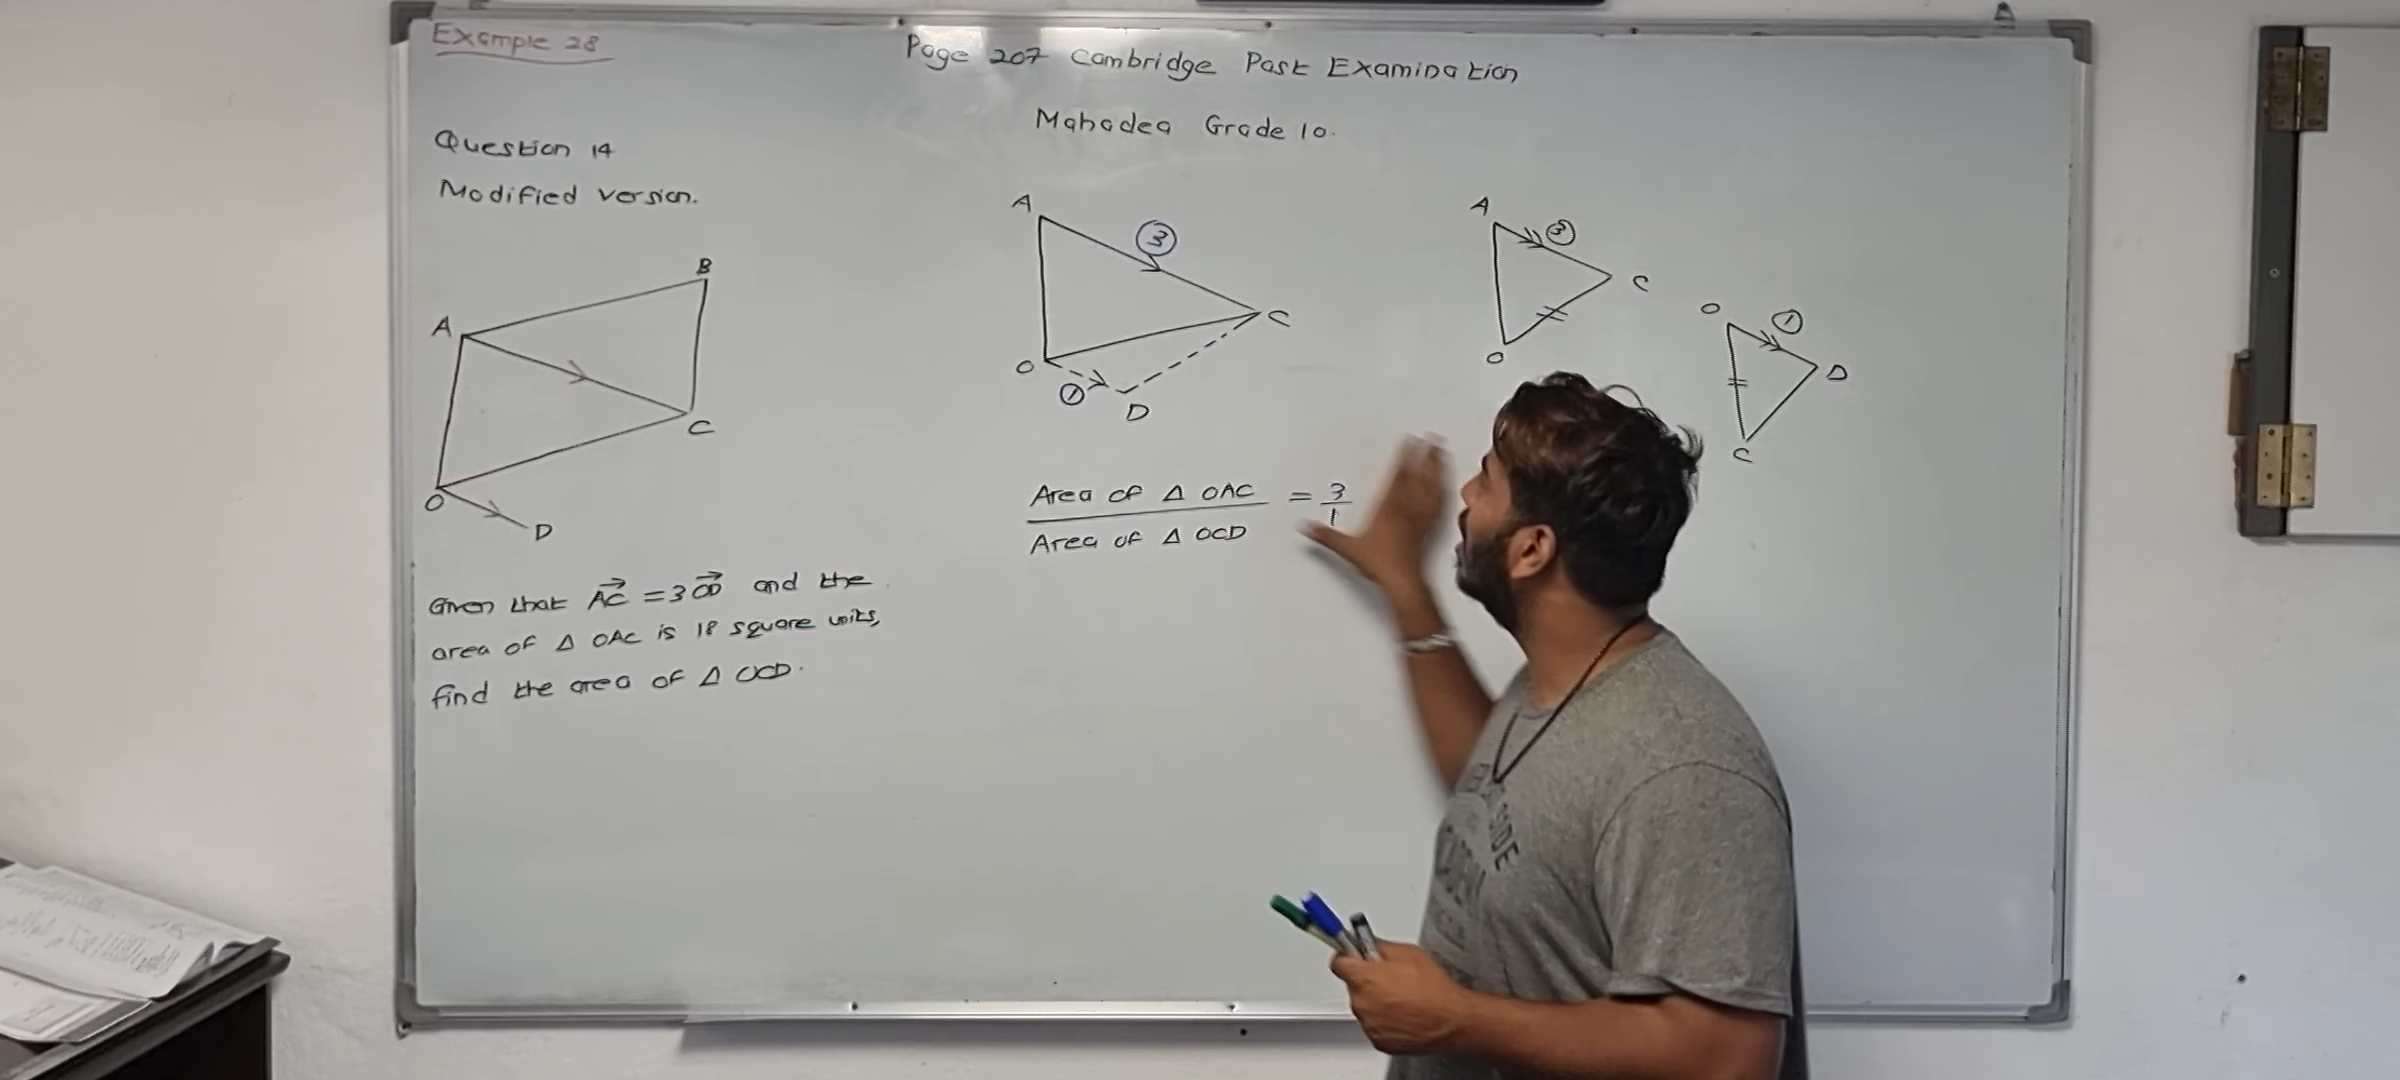 Example 28
Page 207 Cambridge Past Examination
Mahadea Grade 10.
Question 14
Modified version.
A
B
C
O
D
A
3
C
O
1
D
A
3
C
O
O
1
D
C
Area of Δ OAC = 3
Area of Δ OCD 1
Given that AC = 3 OD and the
area of Δ OAC is 18 square units,
find the area of Δ OCD.